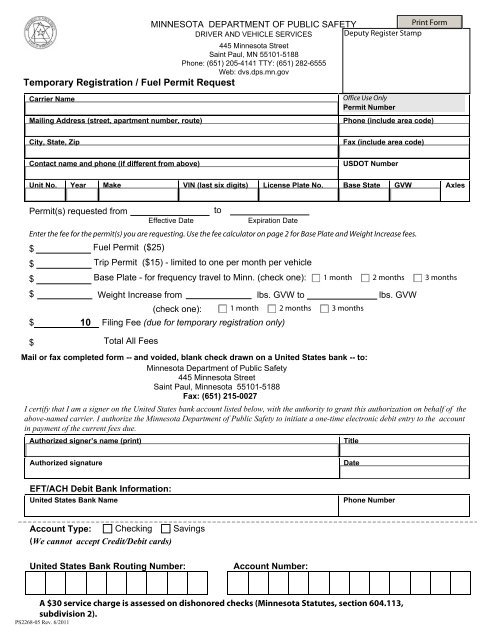 MINNESOTA DEPARTMENT OF PUBLIC SAFETY
Print Form
DRIVER AND VEHICLE SERVICES
Deputy Register Stamp
445 Minnesota Street
Saint Paul, MN 55101-5188
Phone: (651) 205-4141 TTY: (651) 282-6555
Web: dvs.dps.mn.gov
Temporary Registration / Fuel Permit Request
Carrier Name
Office Use Only
Permit Number
Mailing Address (street, apartment number, route)
Phone (include area code)
City, State, Zip
Fax (include area code)
Contact name and phone (if different from above)
USDOT Number
Unit No. Year Make VIN (last six digits) License Plate No. Base State GVW Axles
Permit(s) requested from to
Effective Date Expiration Date
Enter the fee for the permit(s) you are requesting. Use the fee calculator on page 2 for Base Plate and Weight Increase fees.
$ Fuel Permit ($25)
$ Trip Permit ($15) - limited to one per month per vehicle
$ Base Plate - for frequency travel to Minn. (check one): 1 month 2 months 3 months
$ Weight Increase from lbs. GVW to lbs. GVW
(check one): 1 month 2 months 3 months
$ 10 Filing Fee (due for temporary registration only)
$ Total All Fees
Mail or fax completed form -- and voided, blank check drawn on a United States bank -- to:
Minnesota Department of Public Safety
445 Minnesota Street
Saint Paul, Minnesota 55101-5188
Fax: (651) 215-0027
I certify that I am a signer on the United States bank account listed below, with the authority to grant this authorization on behalf of the
above-named carrier. I authorize the Minnesota Department of Public Safety to initiate a one-time electronic debit entry to the account
in payment of the current fees due.
Authorized signer's name (print) Title
Authorized signature Date
EFT/ACH Debit Bank Information:
United States Bank Name Phone Number
Account Type: Checking Savings
(We cannot accept Credit/Debit cards)
United States Bank Routing Number: Account Number:
A $30 service charge is assessed on dishonored checks (Minnesota Statutes, section 604.113,
subdivision 2).
PS2268-05 Rev. 6/2011